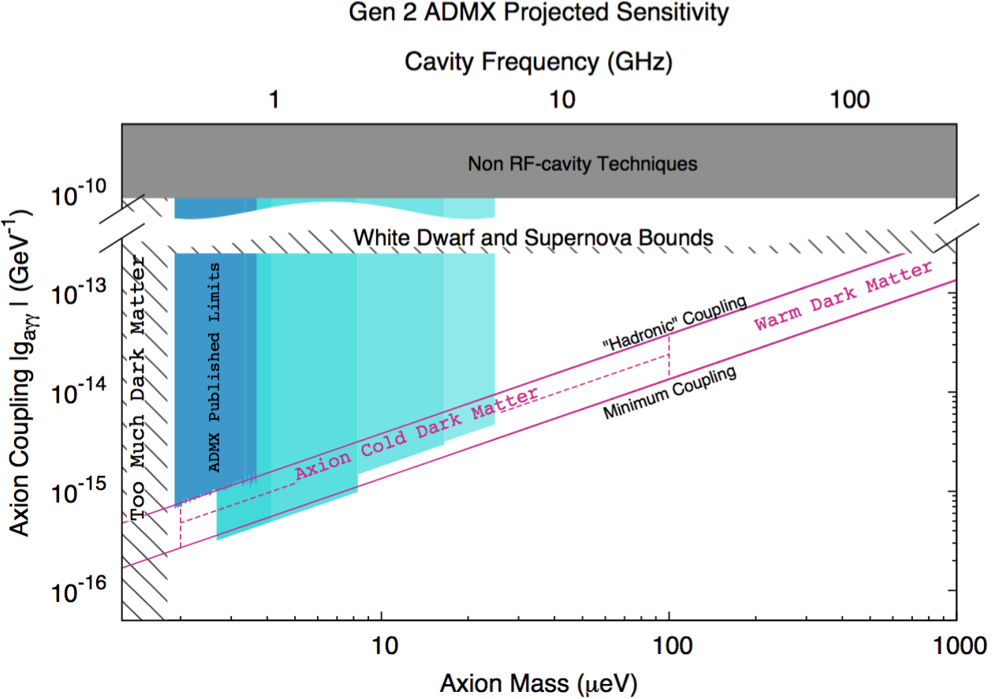 Gen 2 ADMX Projected Sensitivity
Cavity Frequency (GHz)
1 10 100
Non RF-cavity Techniques
10-10
White Dwarf and Supernova Bounds
10-13
10-14
10-15
10-16
Axion Coupling |gaγγ | (GeV-1)
Too Much Dark Matter
ADMX Published Limits
Axion Cold Dark Matter
"Hadronic" Coupling
Minimum Coupling
Warm Dark Matter
10 100 1000
Axion Mass (μeV)